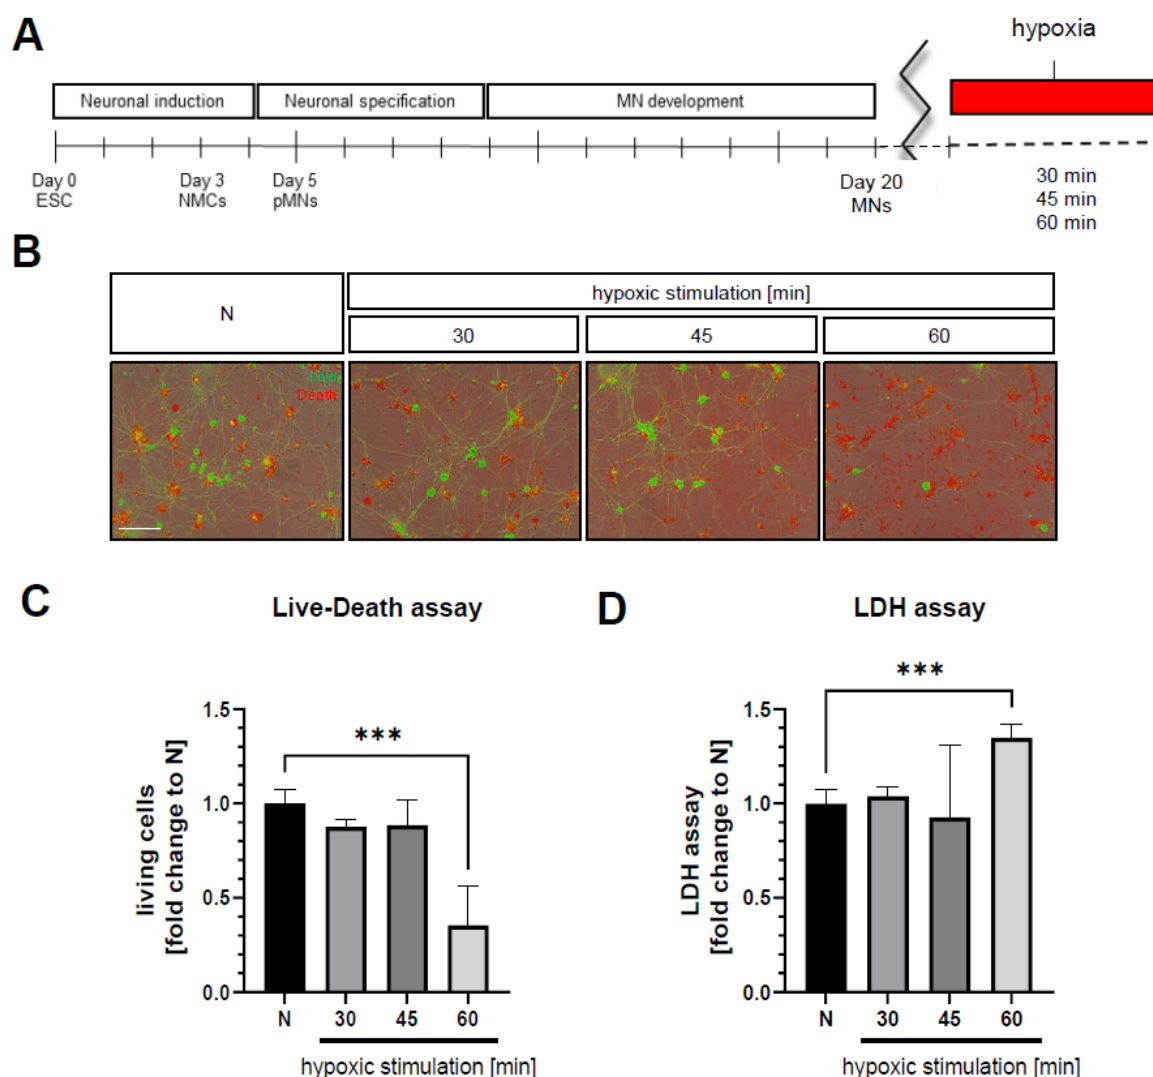 A
hypoxia
Neuronal induction
Neuronal specification
MN development
Day 0
ESC
Day 3
NMCs
Day 5
pMNs
Day 20
MNs
30 min
45 min
60 min
B
N
hypoxic stimulation [min]
30
45
60
Live
Death
C
Live-Death assay
living cells
[fold change to N]
1.5
1.0
0.5
0.0
***
N
30
45
60
hypoxic stimulation [min]
D
LDH assay
LDH assay
[fold change to N]
1.5
1.0
0.5
0.0
***
N
30
45
60
hypoxic stimulation [min]